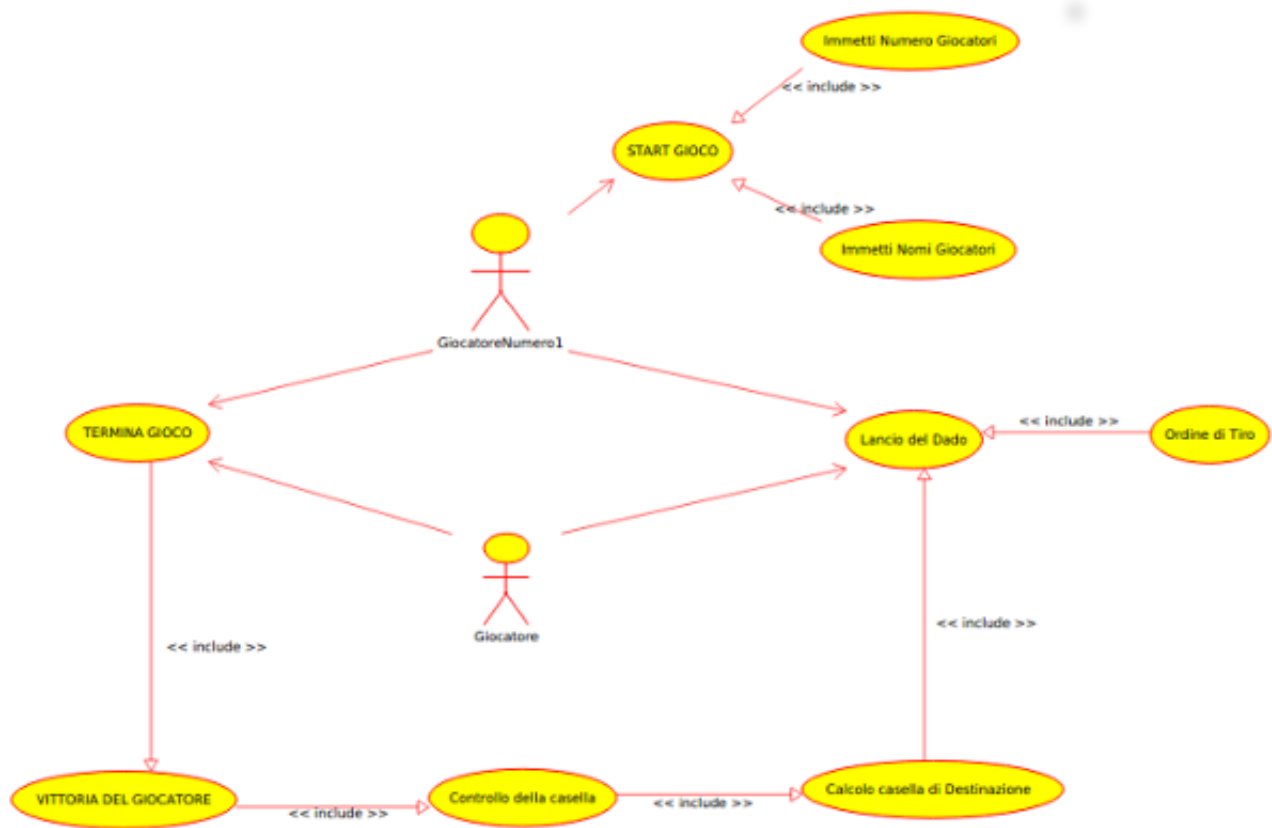 Immetti Numero Giocatori
<< include >>
START GIOCO
<< include >>
Immetti Nomi Giocatori
GiocatoreNumero1
TERMINA GIOCO
Lancio del Dado
<< include >>
Ordine di Tiro
Giocatore
<< include >>
<< include >>
VITTORIA DEL GIOCATORE
<< include >>
Controllo della casella
<< include >>
Calcolo casella di Destinazione